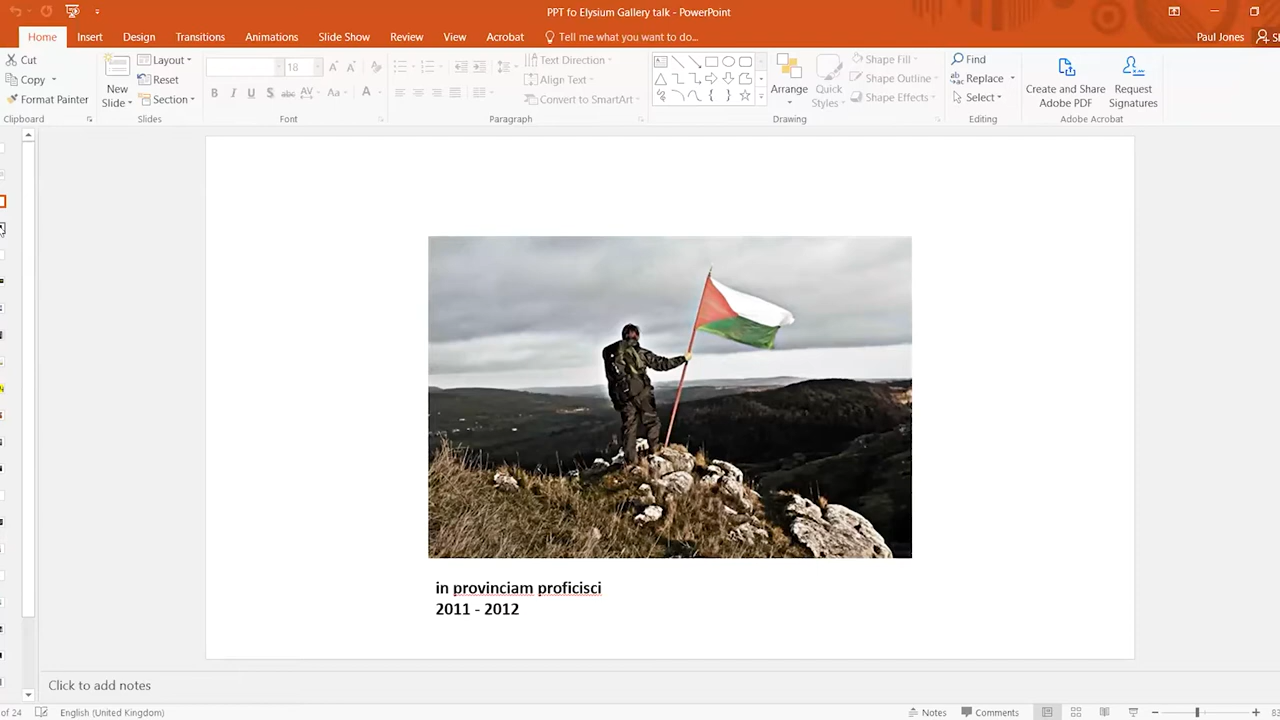 PPT fo Elysium Gallery talk - PowerPoint
Home Insert Design Transitions Animations Slide Show Review View Acrobat Tell me what you want to do... Paul Jones
Cut
Copy
Format Painter
Clipboard
New
Slide
Layout
Reset
Section
Slides
18
B I U S abc AV Aa A
Font
Text Direction
Align Text
Convert to SmartArt
Paragraph
Arrange
Quick
Styles
Shape Fill
Shape Outline
Shape Effects
Drawing
Find
Replace
Select
Editing
Create and Share
Adobe PDF
Request
Signatures
Adobe Acrobat
in provinciam proficisci
2011 - 2012
Click to add notes
of 24 English (United Kingdom) Notes Comments